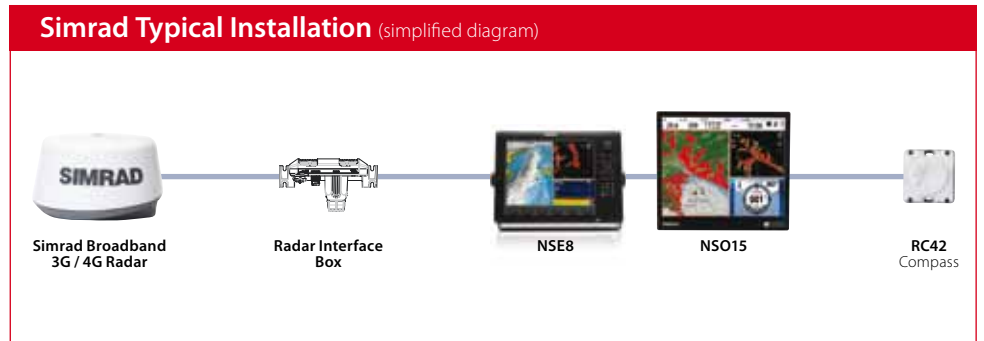 Simrad Typical Installation (simplified diagram)
SIMRAD
Simrad Broadband
3G / 4G Radar
Radar Interface
Box
NSE8
NSO15
RC42
Compass